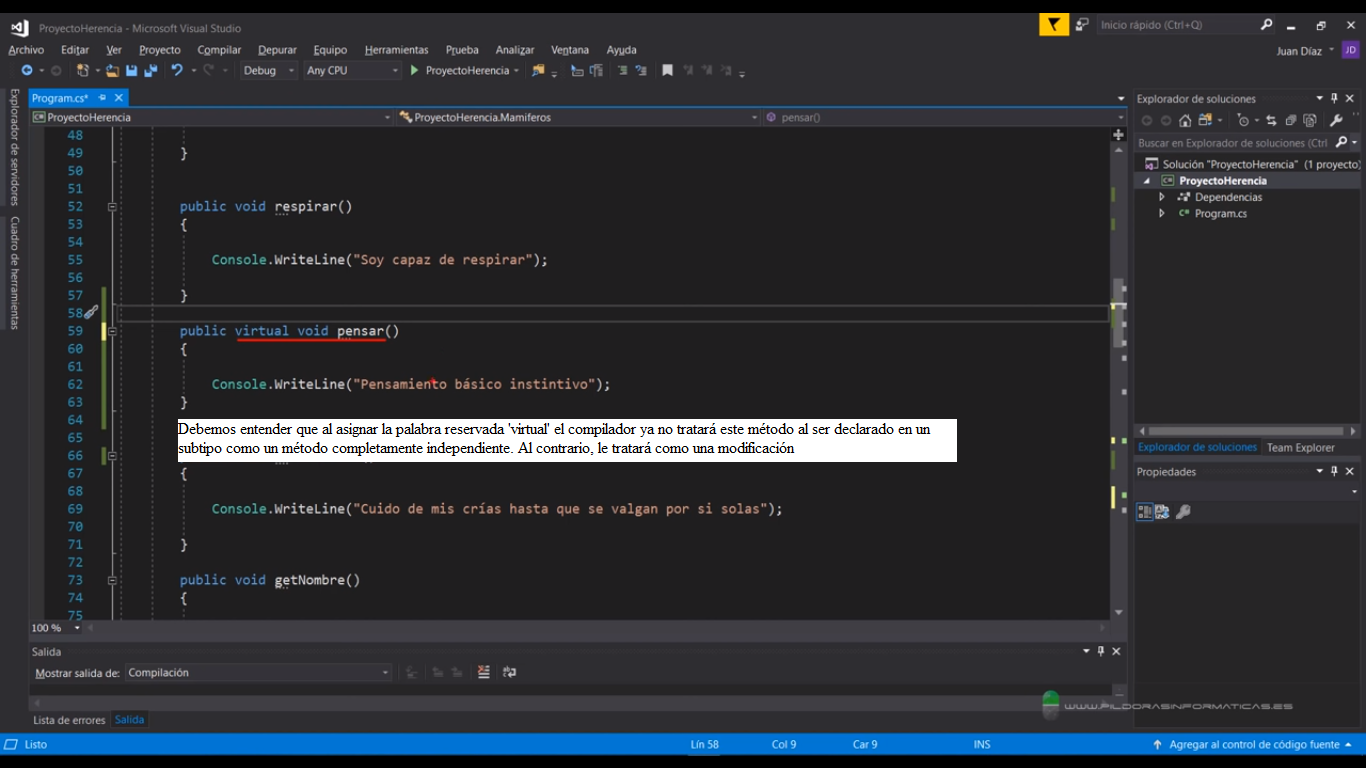 ProyectoHerencia - Microsoft Visual Studio
Inicio rápido (Ctrl+Q)
Archivo Editar Ver Proyecto Compilar Depurar Equipo Herramientas Prueba Analizar Ventana Ayuda
Juan Díaz JD
Debug Any CPU ProyectoHerencia
Explorador de servidores
Cuadro de herramientas
Program.cs*
ProyectoHerencia ProyectoHerencia.Mamiferos pensar()
48
49 }
50
51
52 public void respirar()
53 {
54
55 Console.WriteLine("Soy capaz de respirar");
56
57 }
58
59 public virtual void pensar()
60 {
61
62 Console.WriteLine("Pensamiento básico instintivo");
63 }
64
Debemos entender que al asignar la palabra reservada 'virtual' el compilador ya no tratará este método al ser declarado en un
65
subtipo como un método completamente independiente. Al contrario, le tratará como una modificación
66
67 {
68
69 Console.WriteLine("Cuido de mis crías hasta que se valgan por si solas");
70
71 }
72
73 public void getNombre()
74 {
75
100 %
Salida
Mostrar salida de: Compilación
Lista de errores Salida
Explorador de soluciones
Buscar en Explorador de soluciones (Ctrl
Solución "ProyectoHerencia" (1 proyecto)
ProyectoHerencia
Dependencias
C# Program.cs
Explorador de soluciones Team Explorer
Propiedades
WWW.PILDORASINFORMATICAS.ES
Listo Lín 58 Col 9 Car 9 INS Agregar al control de código fuente